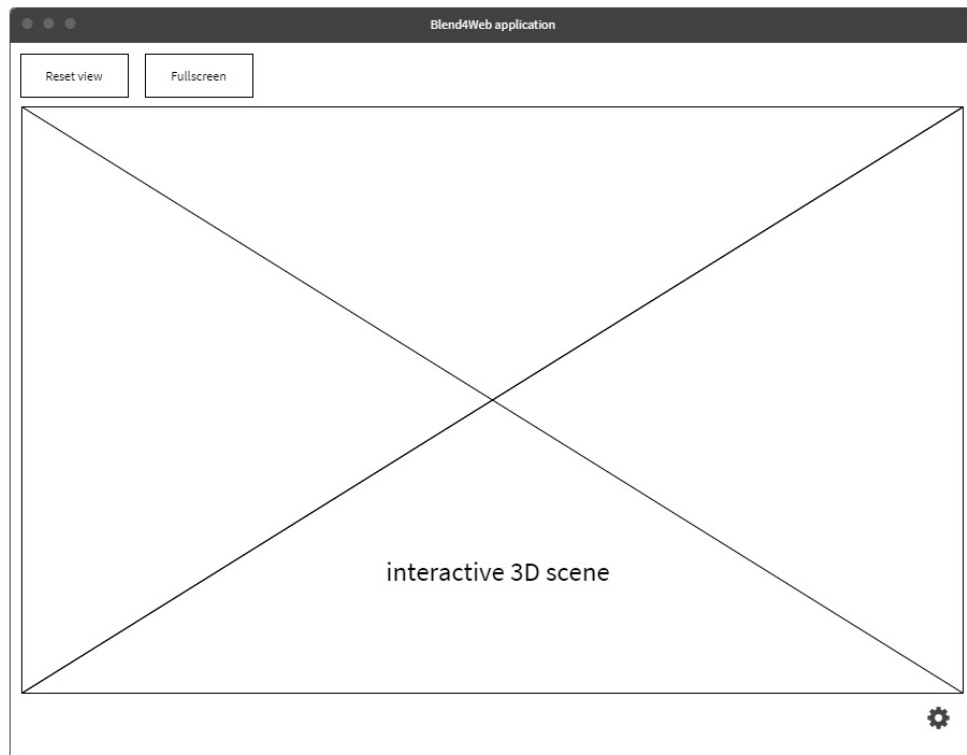 Blend4Web application
Reset view
Fullscreen
interactive 3D scene